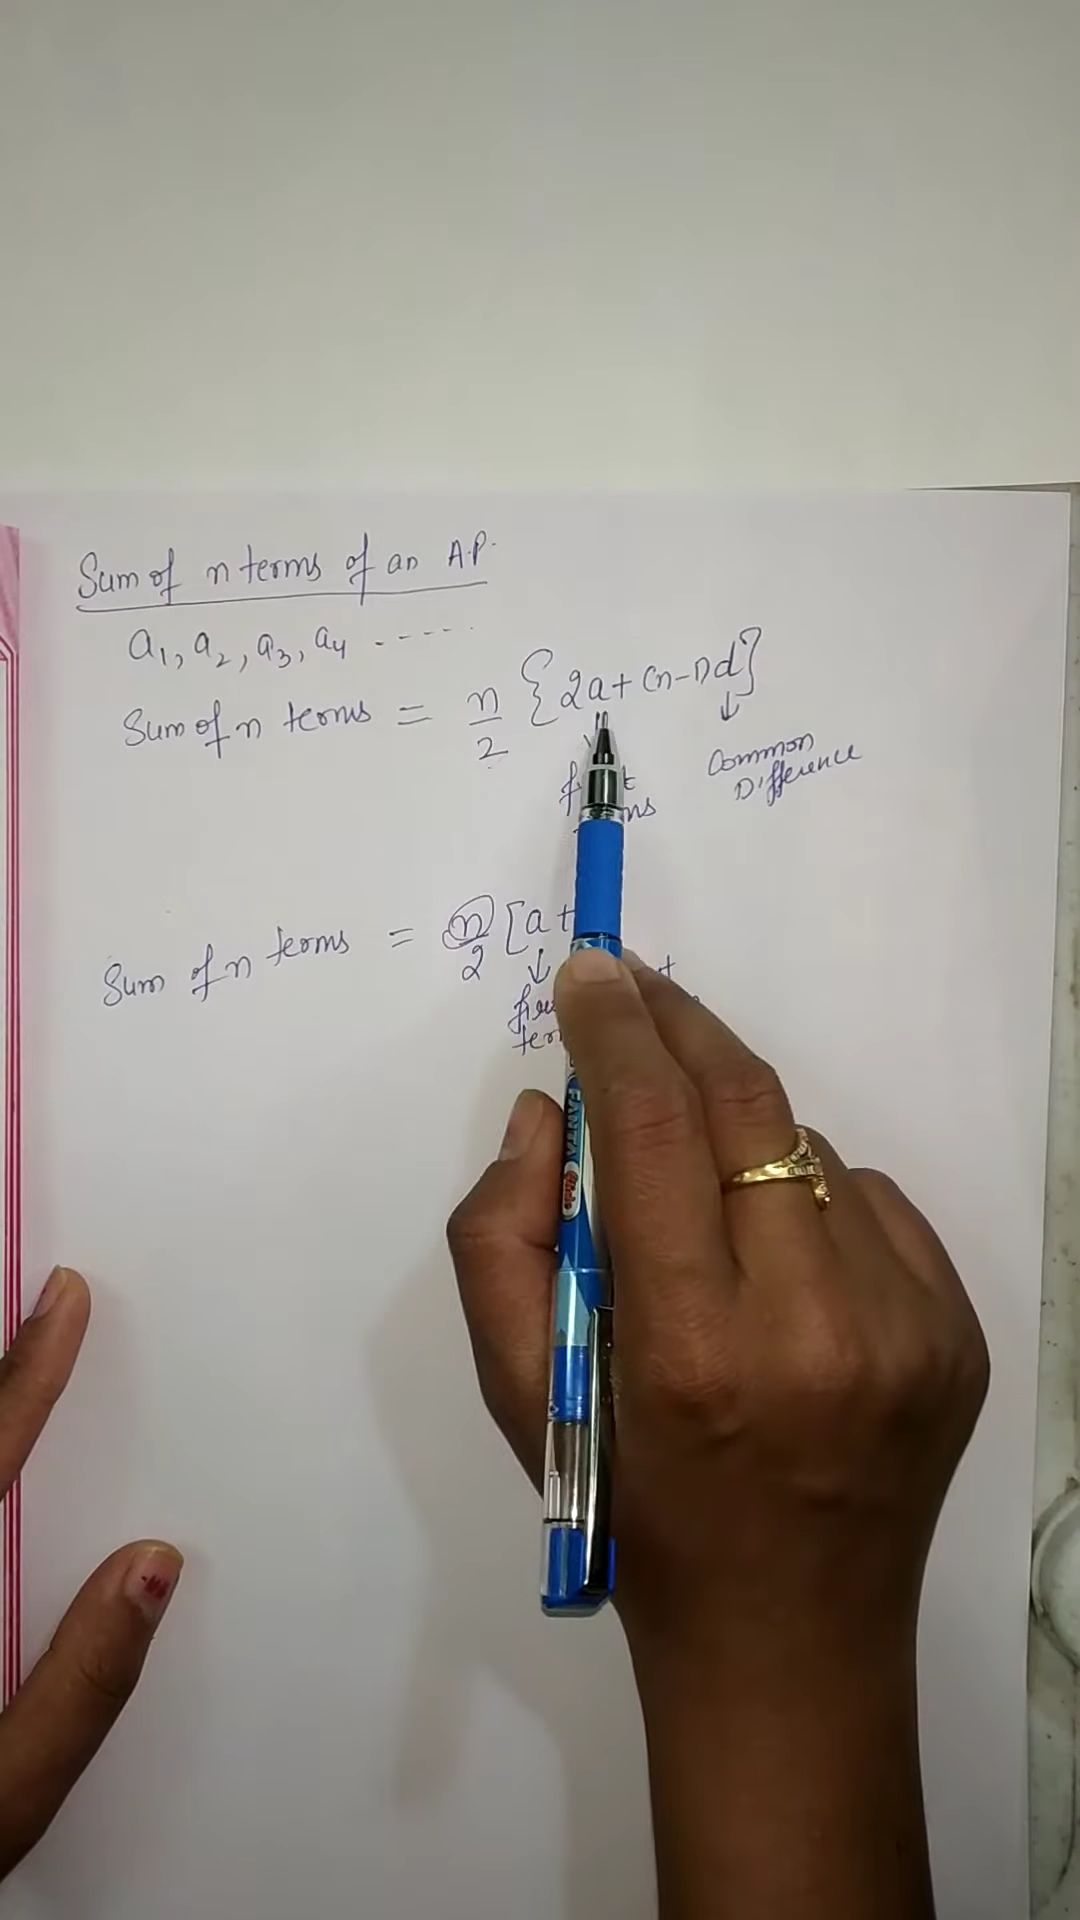 Sum of n terms of an A.P.
a1, a2, a3, a4 -----
Sum of n terms = n/2 {2a+(n-1)d}
Common
Difference
Sum of n terms = n/2 [a+
FANTA